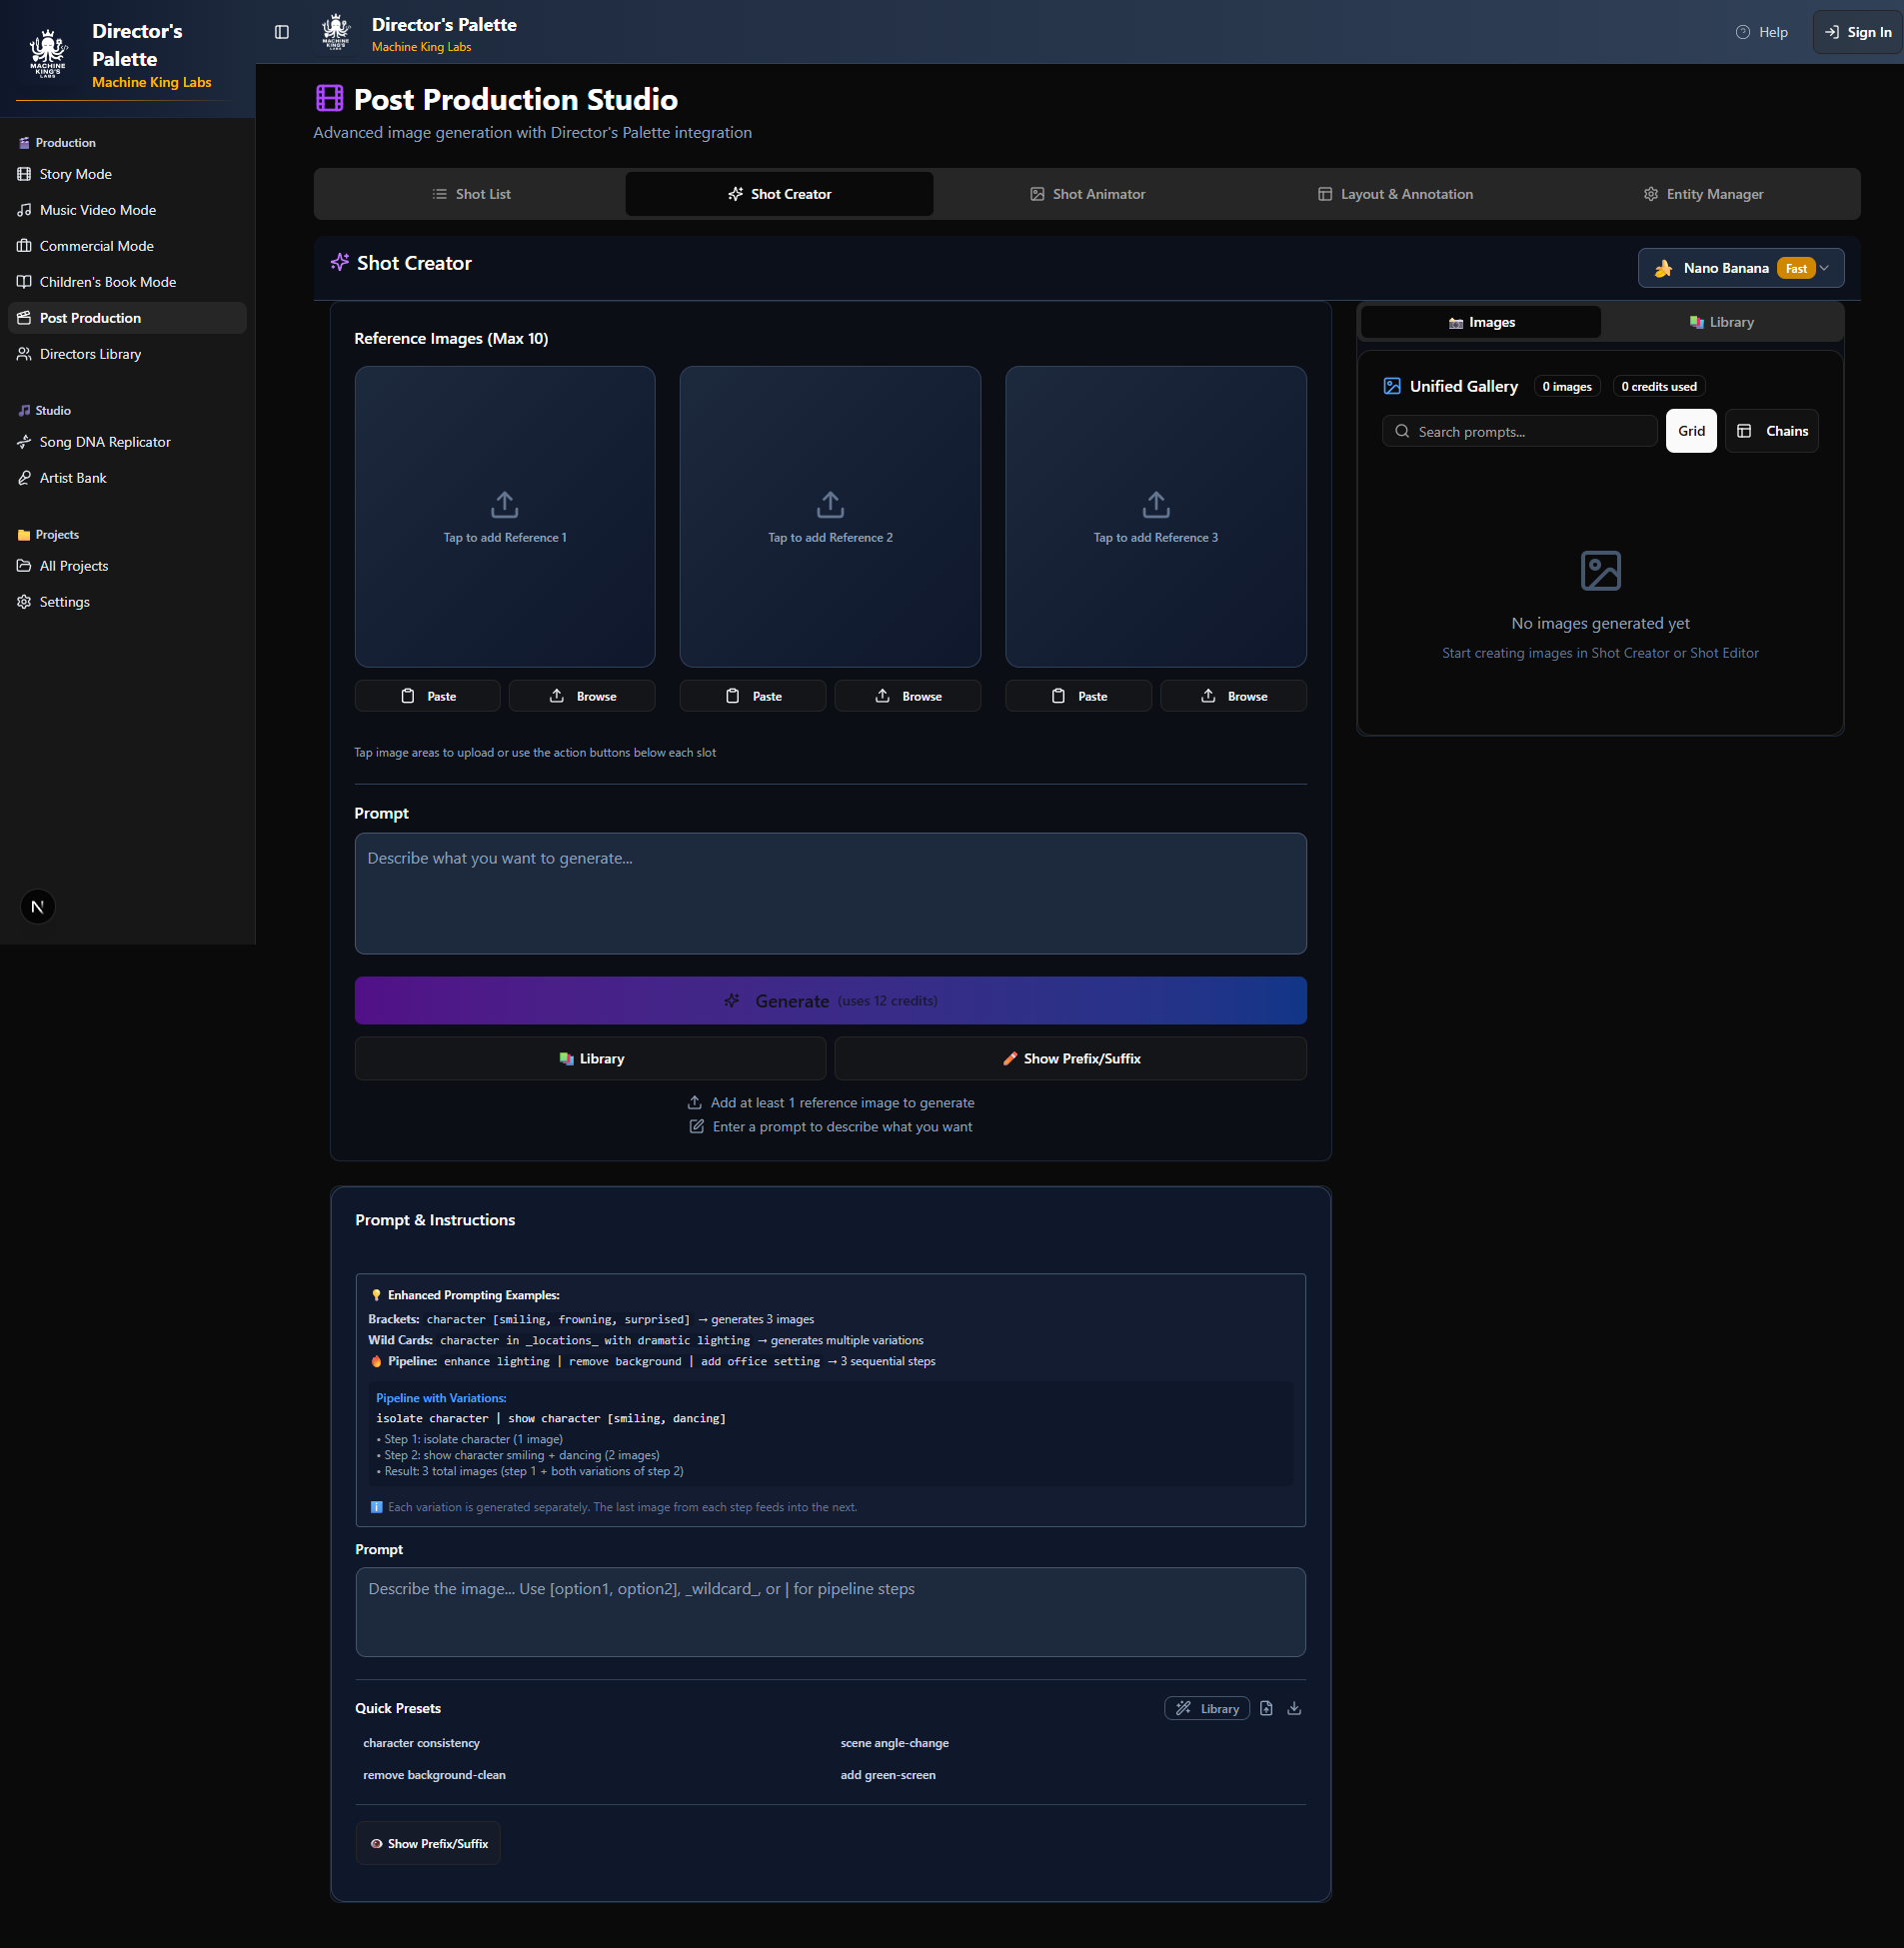 Director's
Palette
Machine King Labs
MACHINE
KING'S
LABS
Production
Story Mode
Music Video Mode
Commercial Mode
Children's Book Mode
Post Production
Directors Library
Studio
Song DNA Replicator
Artist Bank
Projects
All Projects
Settings
N
MACHINE
KING'S
LABS
Director's Palette
Machine King Labs
Help
Sign In
Post Production Studio
Advanced image generation with Director's Palette integration
Shot List
Shot Creator
Shot Animator
Layout & Annotation
Entity Manager
Shot Creator
Nano Banana Fast
Reference Images (Max 10)
Tap to add Reference 1
Tap to add Reference 2
Tap to add Reference 3
Paste
Browse
Paste
Browse
Paste
Browse
Tap image areas to upload or use the action buttons below each slot
Prompt
Describe what you want to generate...
Generate (uses 12 credits)
Library
Show Prefix/Suffix
Add at least 1 reference image to generate
Enter a prompt to describe what you want
Images
Library
Unified Gallery 0 images 0 credits used
Search prompts...
Grid
Chains
No images generated yet
Start creating images in Shot Creator or Shot Editor
Prompt & Instructions
Enhanced Prompting Examples:
Brackets: character [smiling, frowning, surprised] → generates 3 images
Wild Cards: character in _locations_ with dramatic lighting → generates multiple variations
Pipeline: enhance lighting | remove background | add office setting → 3 sequential steps
Pipeline with Variations:
isolate character | show character [smiling, dancing]
• Step 1: isolate character (1 image)
• Step 2: show character smiling + dancing (2 images)
• Result: 3 total images (step 1 + both variations of step 2)
Each variation is generated separately. The last image from each step feeds into the next.
Prompt
Describe the image... Use [option1, option2], _wildcard_, or | for pipeline steps
Quick Presets
Library
character consistency
scene angle-change
remove background-clean
add green-screen
Show Prefix/Suffix